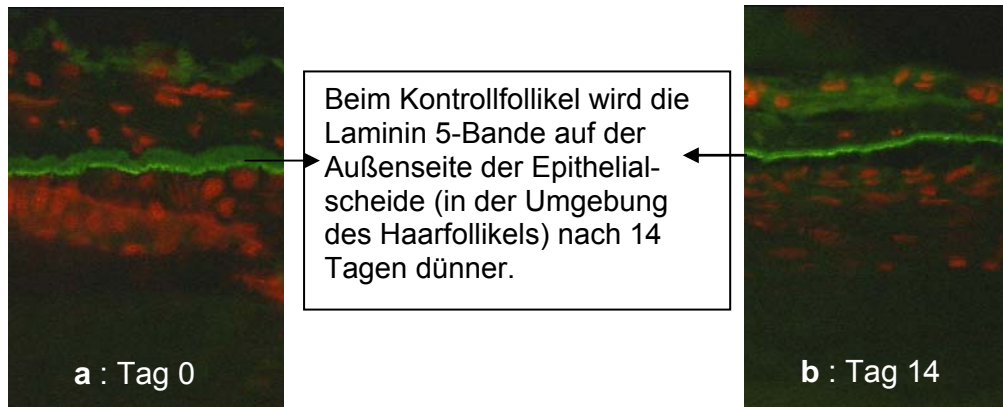 Beim Kontrollfollikel wird die
Laminin 5-Bande auf der
Außenseite der Epithelial-
scheide (in der Umgebung
des Haarfollikels) nach 14
Tagen dünner.
a : Tag 0
b : Tag 14